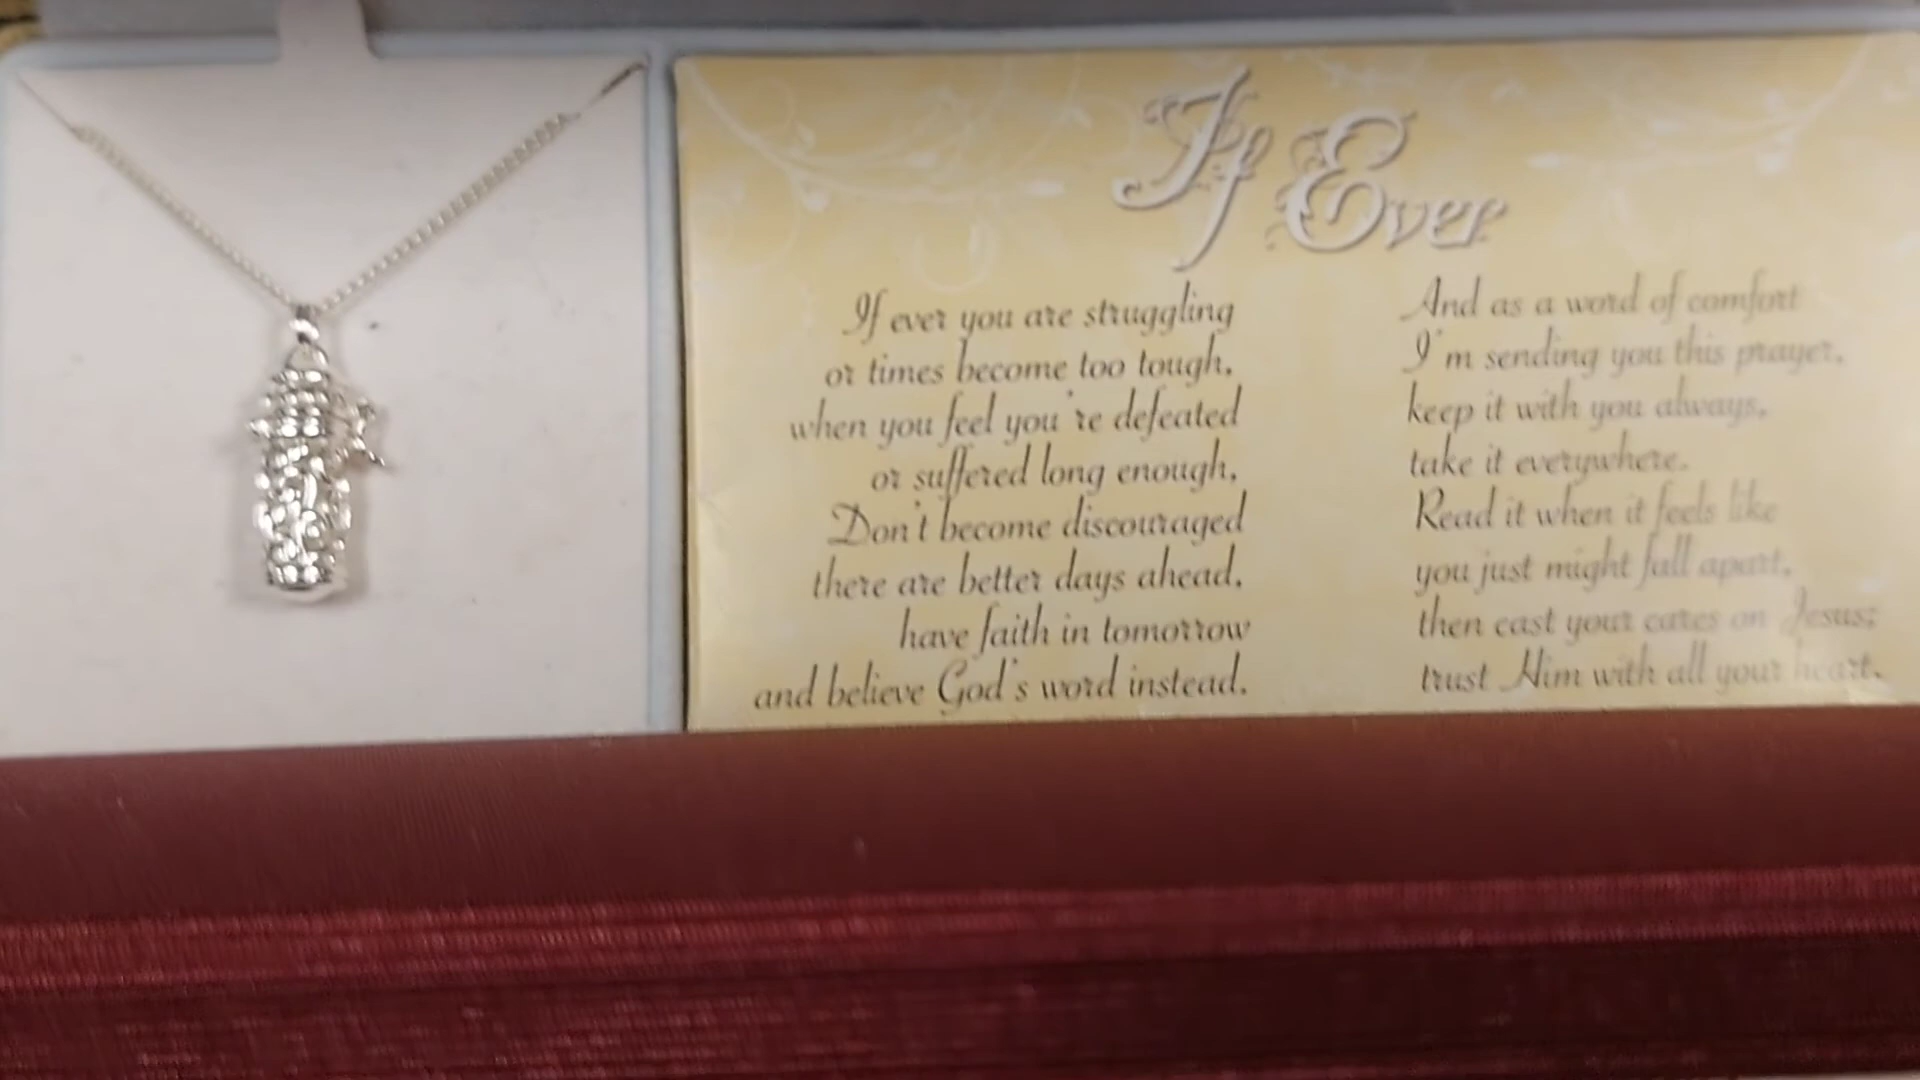 If Ever
If ever you are struggling
or times become too tough,
when you feel you're defeated
or suffered long enough,
Don't become discouraged
there are better days ahead,
have faith in tomorrow
and believe God's word instead.
And as a word of comfort
I'm sending you this prayer,
keep it with you always,
take it everywhere.
Read it when it feels like
you just might fall apart,
then cast your cares on Jesus;
trust Him with all your heart.